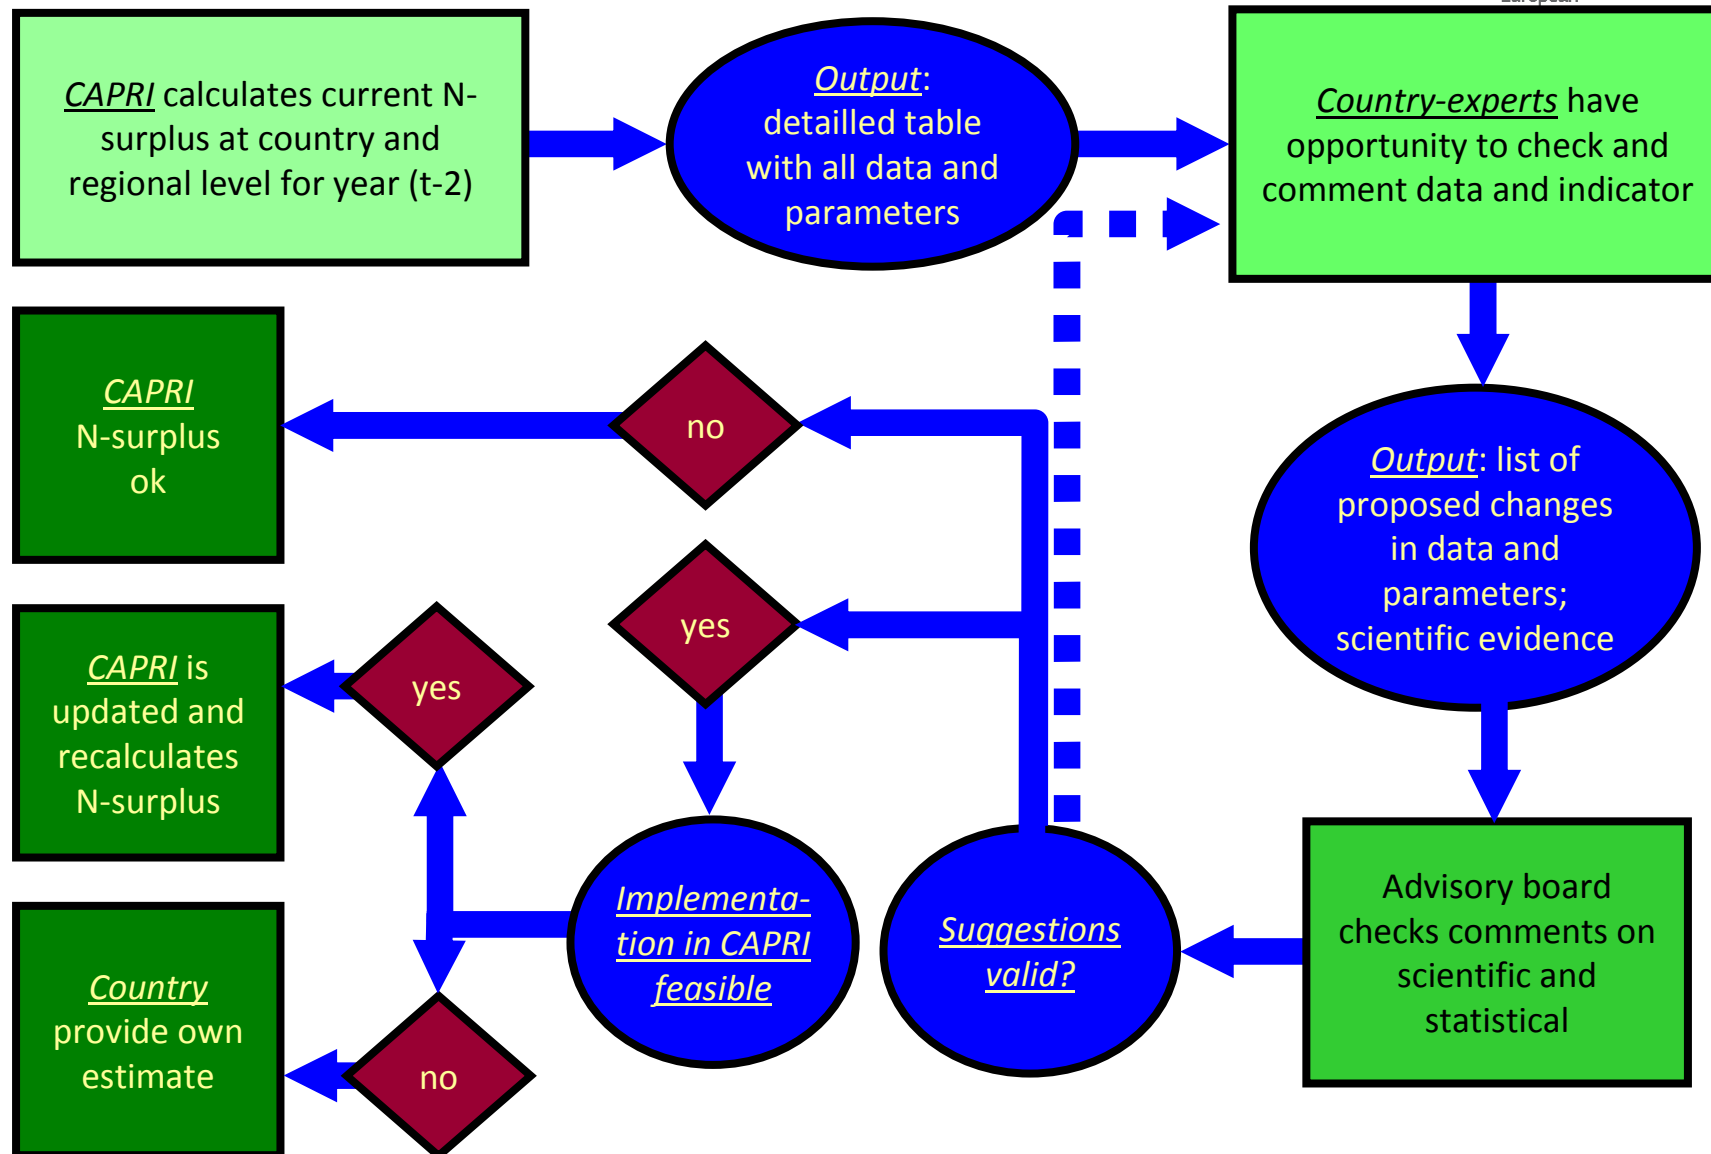 European
CAPRI calculates current N-
surplus at country and
regional level for year (t-2)
Output:
detailled table
with all data and
parameters
Country-experts have
opportunity to check and
comment data and indicator
CAPRI
N-surplus
ok
no
Output: list of
proposed changes
in data and
parameters;
scientific evidence
yes
CAPRI is
updated and
recalculates
N-surplus
yes
Implementa-
tion in CAPRI
feasible
Suggestions
valid?
Advisory board
checks comments on
scientific and
statistical
Country
provide own
estimate
no